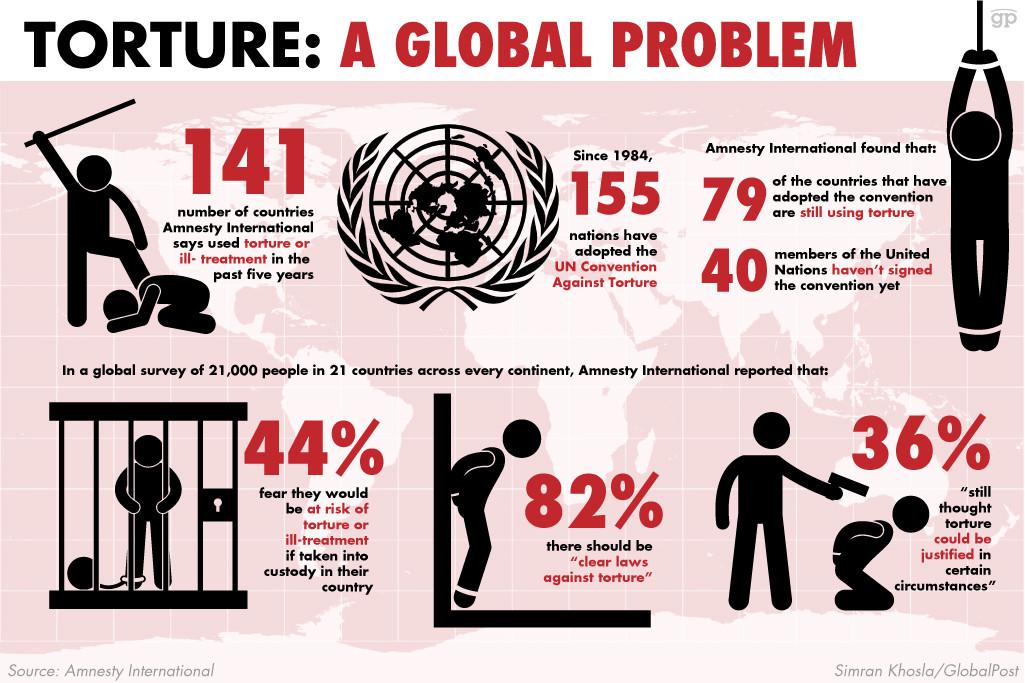 gp
TORTURE: A GLOBAL PROBLEM
141
number of countries
Amnesty International
says used torture or
ill- treatment in the
past five years
Since 1984,
155
nations have
adopted the
UN Convention
Against Torture
Amnesty International found that:
79
of the countries that have
adopted the convention
are still using torture
40
members of the United
Nations haven't signed
the convention yet
In a global survey of 21,000 people in 21 countries across every continent, Amnesty International reported that:
44%
fear they would
be at risk of
torture or
ill-treatment
if taken into
custody in their
country
82%
there should be
“clear laws
against torture”
36%
“still
thought
torture
could be
justified in
certain
circumstances”
Source: Amnesty International
Simran Khosla/GlobalPost